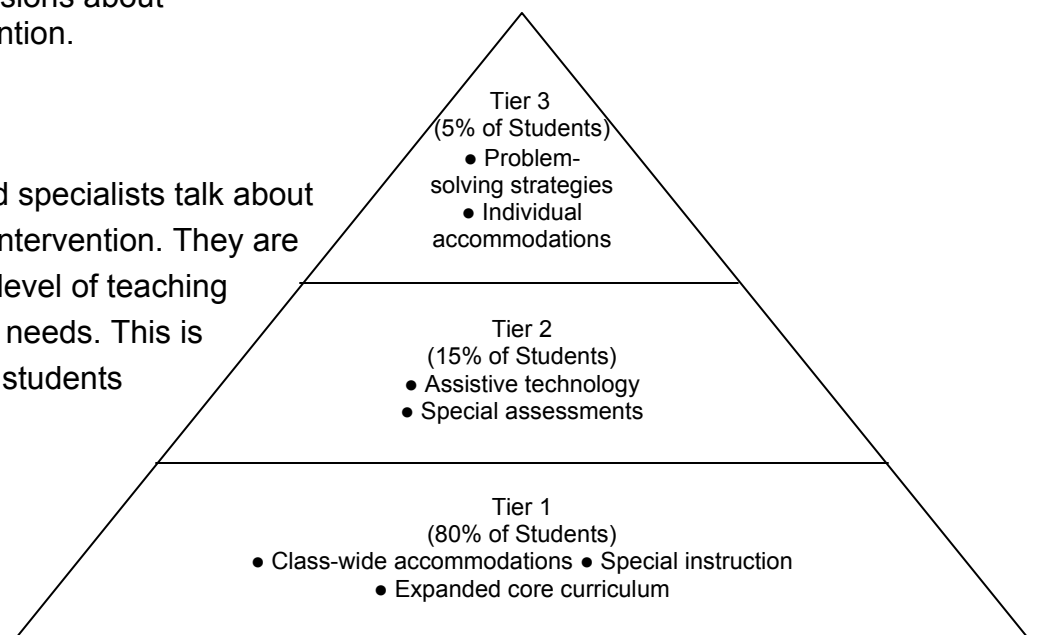 ntion.
Tier 3
(5% of Students)
● Problem-
solving strategies
● Individual
accommodations
d specialists talk about
ntervention. They are
level of teaching
needs. This is
students
Tier 2
(15% of Students)
● Assistive technology
● Special assessments
Tier 1
(80% of Students)
● Class-wide accommodations ● Special instruction
● Expanded core curriculum